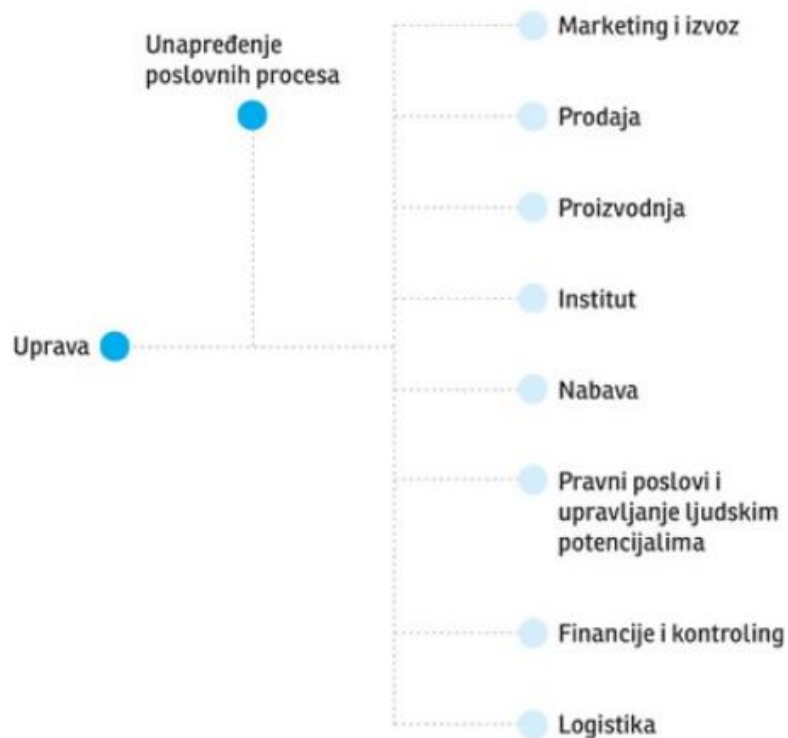 Unapređenje
poslovnih procesa
Uprava
Marketing i izvoz
Prodaja
Proizvodnja
Institut
Nabava
Pravni poslovi i
upravljanje ljudskim
potencijalima
Financije i kontroling
Logistika